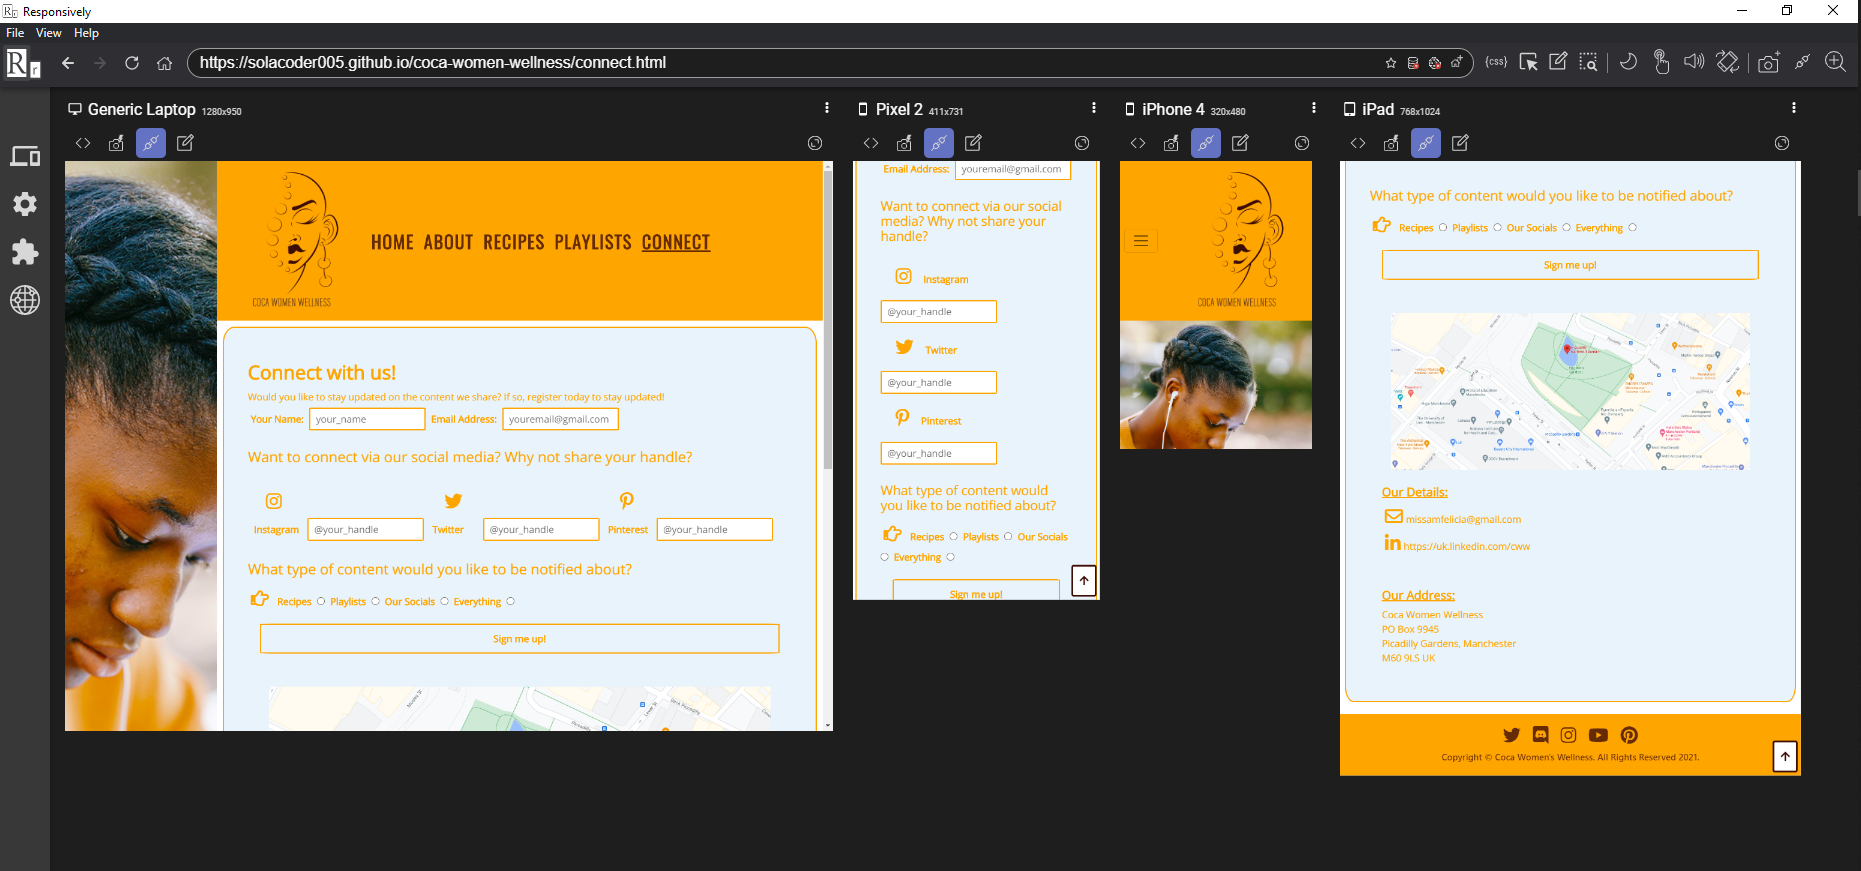 Responsively
File View Help
https://solacoder005.github.io/coca-women-wellness/connect.html
{css}
Generic Laptop 1280x950
HOME ABOUT RECIPES PLAYLISTS CONNECT
COCA WOMEN WELLNESS
Connect with us!
Would you like to stay updated on the content we share? If so, register today to stay updated!
Your Name: your_name Email Address: youremail@gmail.com
Want to connect via our social media? Why not share your handle?
Instagram @your_handle Twitter @your_handle Pinterest @your_handle
What type of content would you like to be notified about?
Recipes Playlists Our Socials Everything
Sign me up!
Pixel 2 411x731
Email Address: youremail@gmail.com
Want to connect via our social
media? Why not share your
handle?
Instagram
@your_handle
Twitter
@your_handle
Pinterest
@your_handle
What type of content would
you like to be notified about?
Recipes Playlists Our Socials
Everything
Sign me up!
iPhone 4 320x480
COCA WOMEN WELLNESS
iPad 768x1024
What type of content would you like to be notified about?
Recipes Playlists Our Socials Everything
Sign me up!
Our Details:
missamfelicia@gmail.com
https://uk.linkedin.com/cww
Our Address:
Coca Women Wellness
PO Box 9945
Picadilly Gardens, Manchester
M60 9LS UK
Copyright © Coca Women's Wellness. All Rights Reserved 2021.